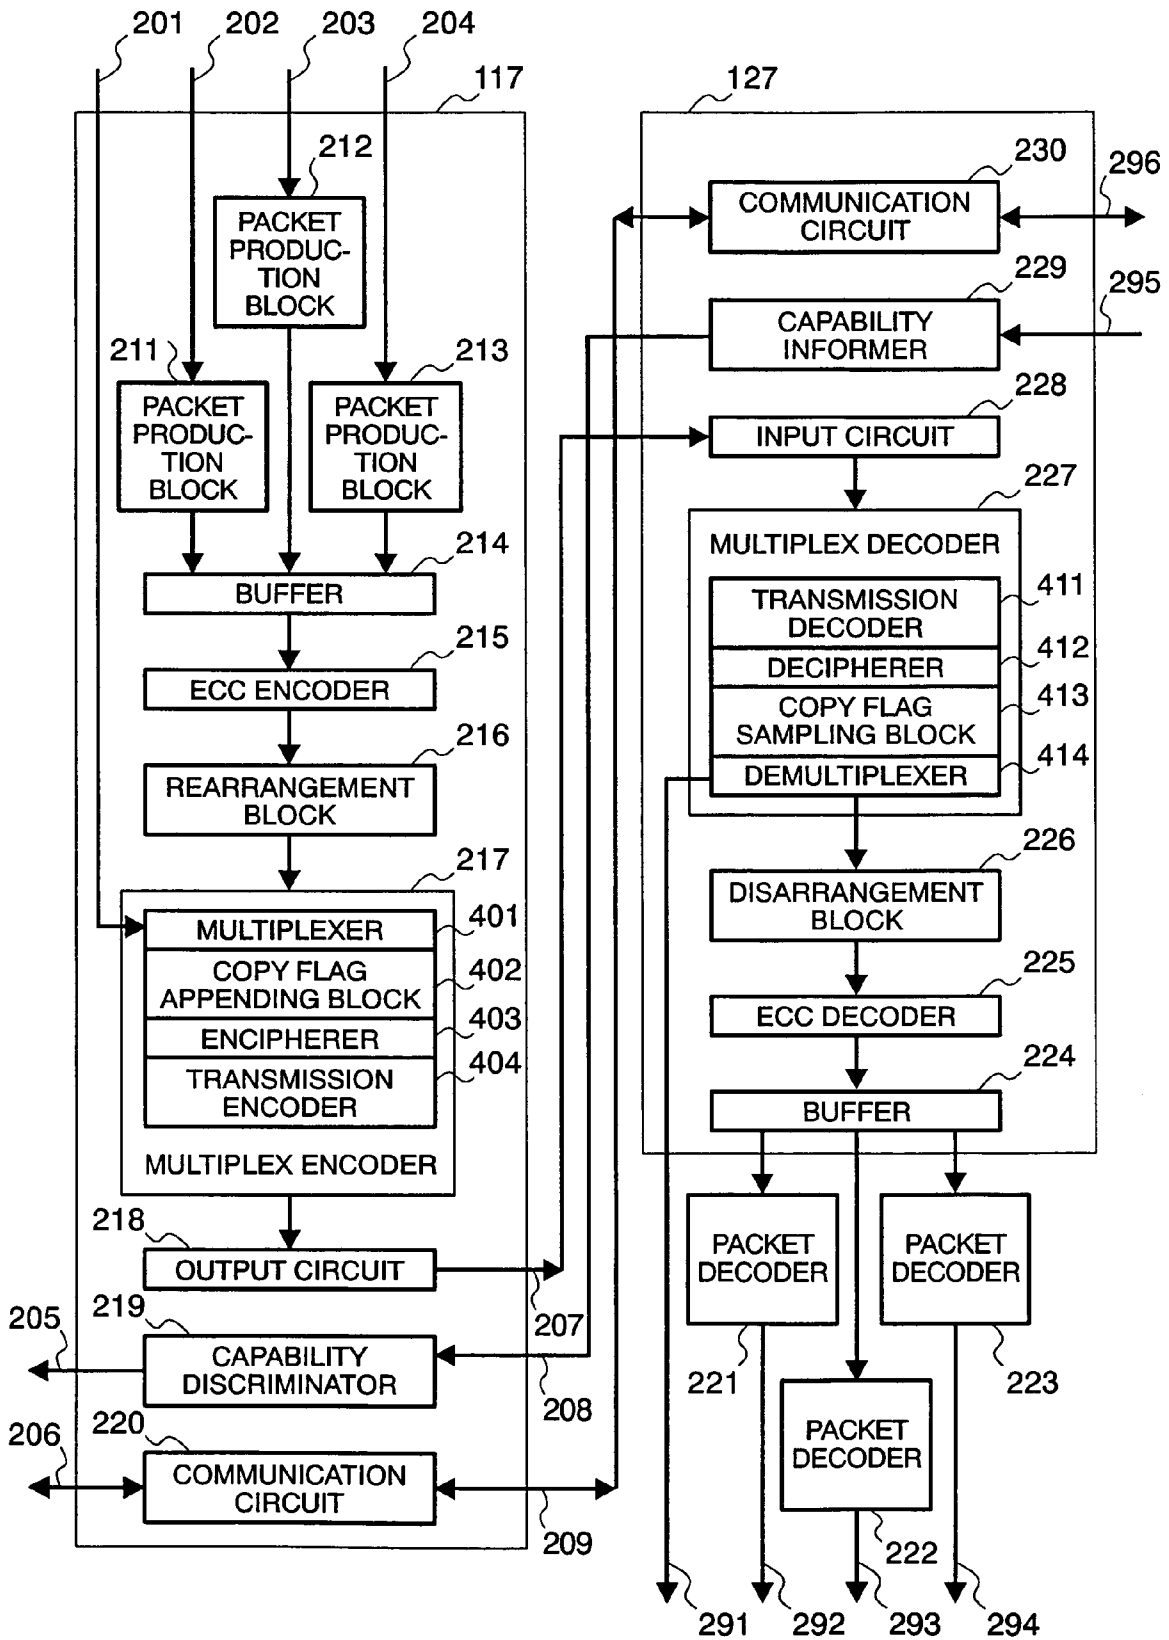 201
202
203
204
117
212
PACKET
PRODUC-
TION
BLOCK
211
PACKET
PRODUC-
TION
BLOCK
213
PACKET
PRODUC-
TION
BLOCK
214
BUFFER
215
ECC ENCODER
216
REARRANGEMENT
BLOCK
217
MULTIPLEXER
401
COPY FLAG
APPENDING BLOCK
402
ENCIPHERER
403
TRANSMISSION
ENCODER
404
MULTIPLEX ENCODER
218
OUTPUT CIRCUIT
207
219
205
CAPABILITY
DISCRIMINATOR
208
220
206
COMMUNICATION
CIRCUIT
209
127
230
COMMUNICATION
CIRCUIT
296
229
CAPABILITY
INFORMER
295
228
INPUT CIRCUIT
227
MULTIPLEX DECODER
TRANSMISSION
DECODER
411
DECIPHERER
412
COPY FLAG
SAMPLING BLOCK
413
DEMULTIPLEXER
414
226
DISARRANGEMENT
BLOCK
225
ECC DECODER
224
BUFFER
PACKET
DECODER
221
PACKET
DECODER
223
PACKET
DECODER
222
291
292
293
294